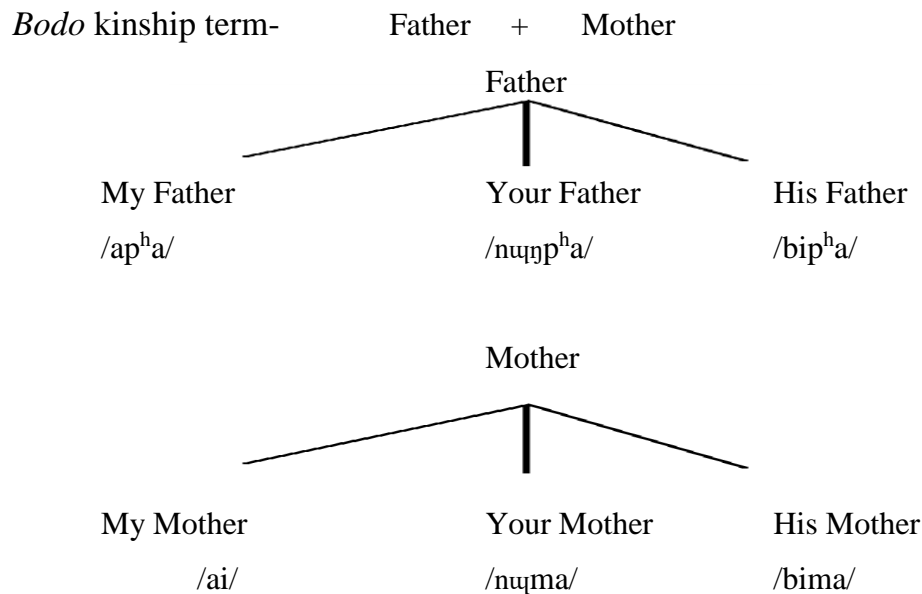 Bodo kinship term- Father + Mother
Father
My Father Your Father His Father
/apʰa/ /nɰŋpʰa/ /bipʰa/
Mother
My Mother Your Mother His Mother
/ai/ /nɰma/ /bima/